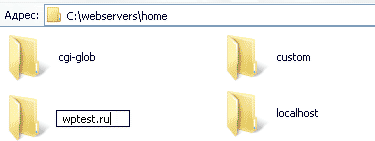 Адрес: C:\webservers\home
cgi-glob
custom
wptest.ru
localhost